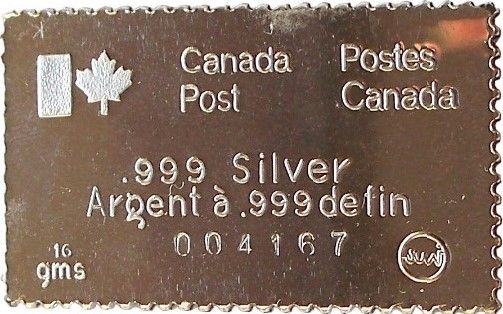 Canada Postes
Post Canada
.999 Silver
Argent à .999 defin
004167
16
gms